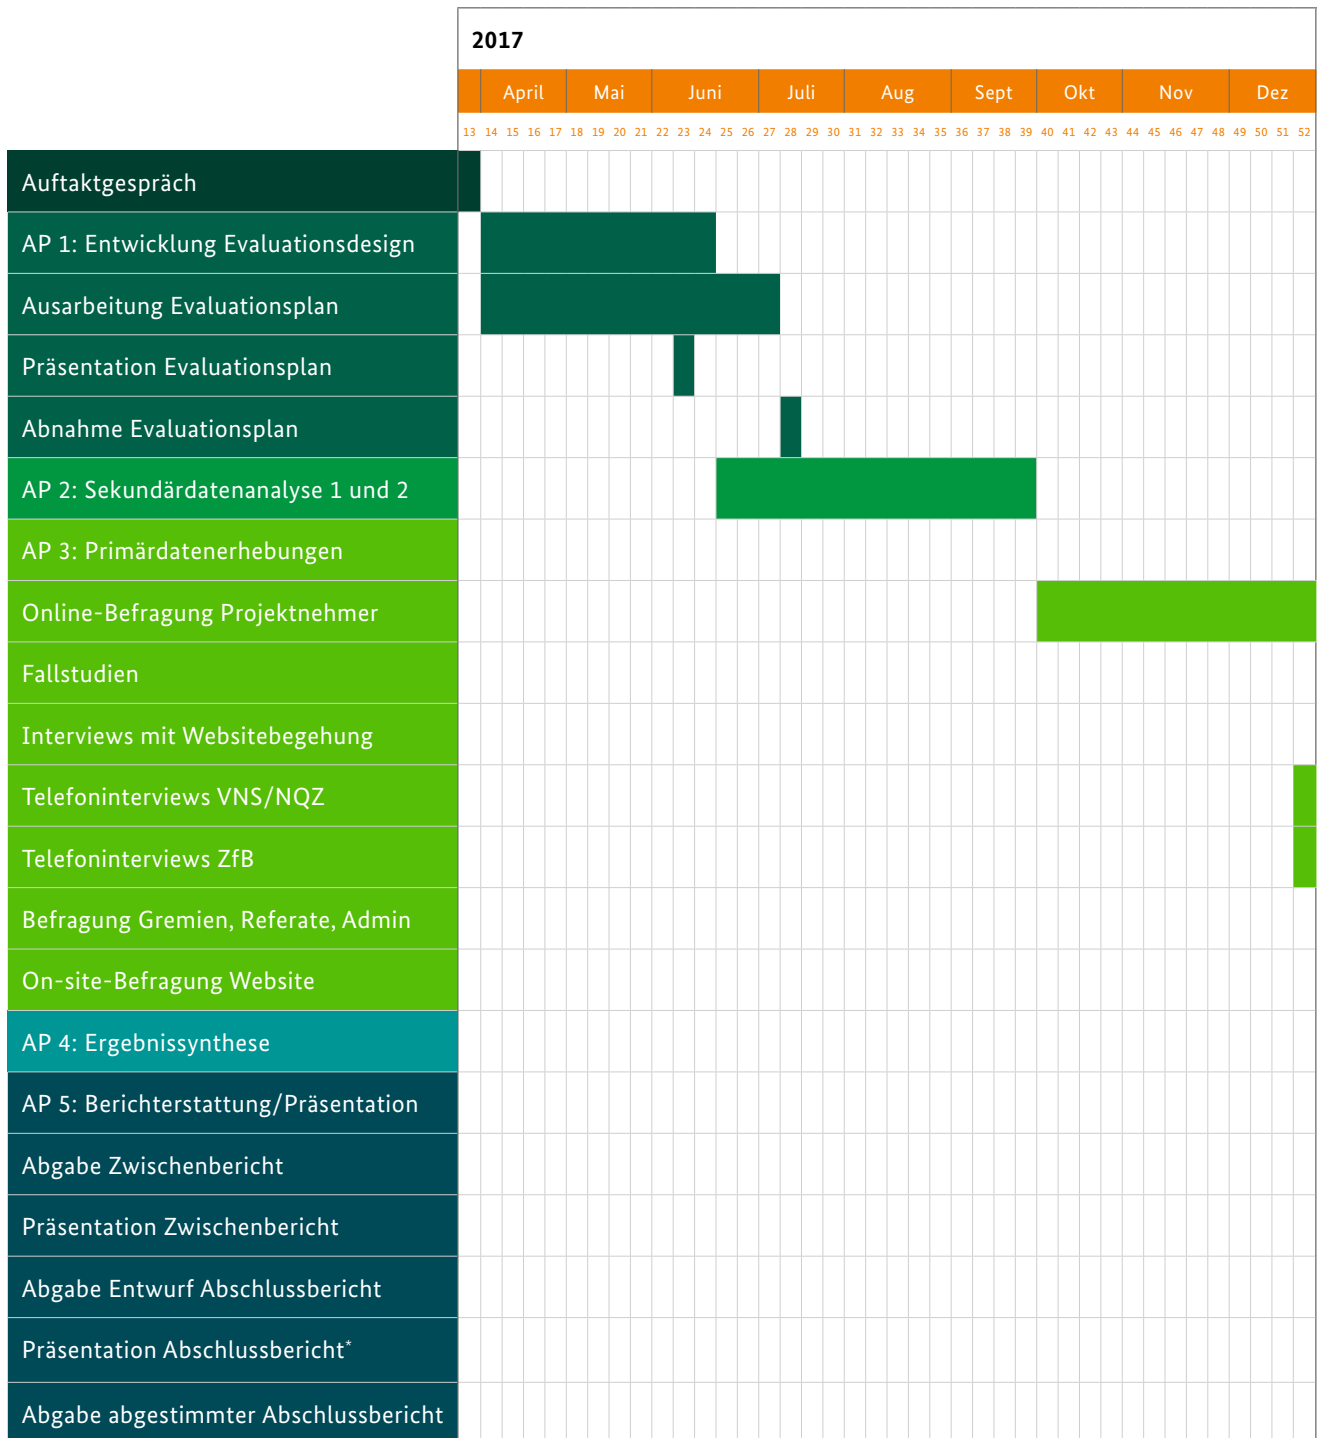 2017
April Mai Juni Juli Aug Sept Okt Nov Dez
13 14 15 16 17 18 19 20 21 22 23 24 25 26 27 28 29 30 31 32 33 34 35 36 37 38 39 40 41 42 43 44 45 46 47 48 49 50 51 52
Auftaktgespräch
AP 1: Entwicklung Evaluationsdesign
Ausarbeitung Evaluationsplan
Präsentation Evaluationsplan
Abnahme Evaluationsplan
AP 2: Sekundärdatenanalyse 1 und 2
AP 3: Primärdatenerhebungen
Online-Befragung Projektnehmer
Fallstudien
Interviews mit Websitebegehung
Telefoninterviews VNS/NQZ
Telefoninterviews ZfB
Befragung Gremien, Referate, Admin
On-site-Befragung Website
AP 4: Ergebnissynthese
AP 5: Berichterstattung/Präsentation
Abgabe Zwischenbericht
Präsentation Zwischenbericht
Abgabe Entwurf Abschlussbericht
Präsentation Abschlussbericht*
Abgabe abgestimmter Abschlussbericht